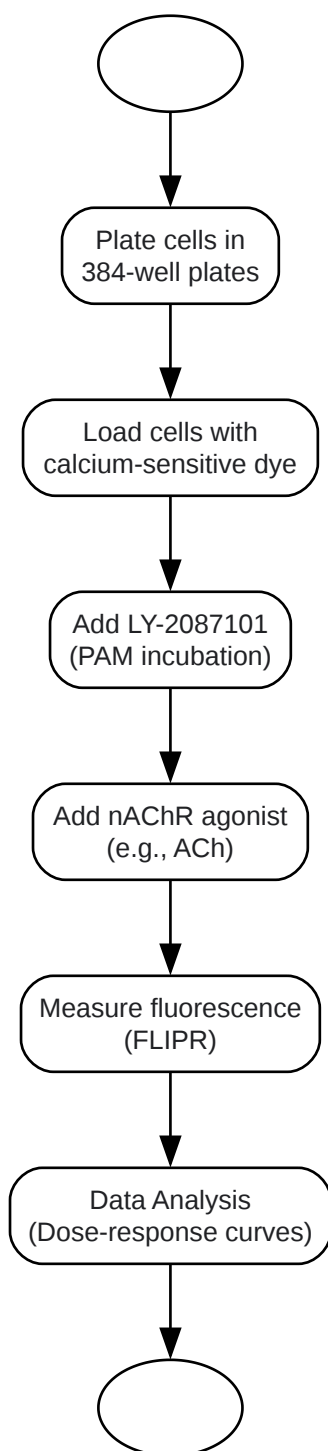 Plate cells in
384-well plates
Load cells with
calcium-sensitive dye
Add LY-2087101
(PAM incubation)
Add nAChR agonist
(e.g., ACh)
Measure fluorescence
(FLIPR)
Data Analysis
(Dose-response curves)